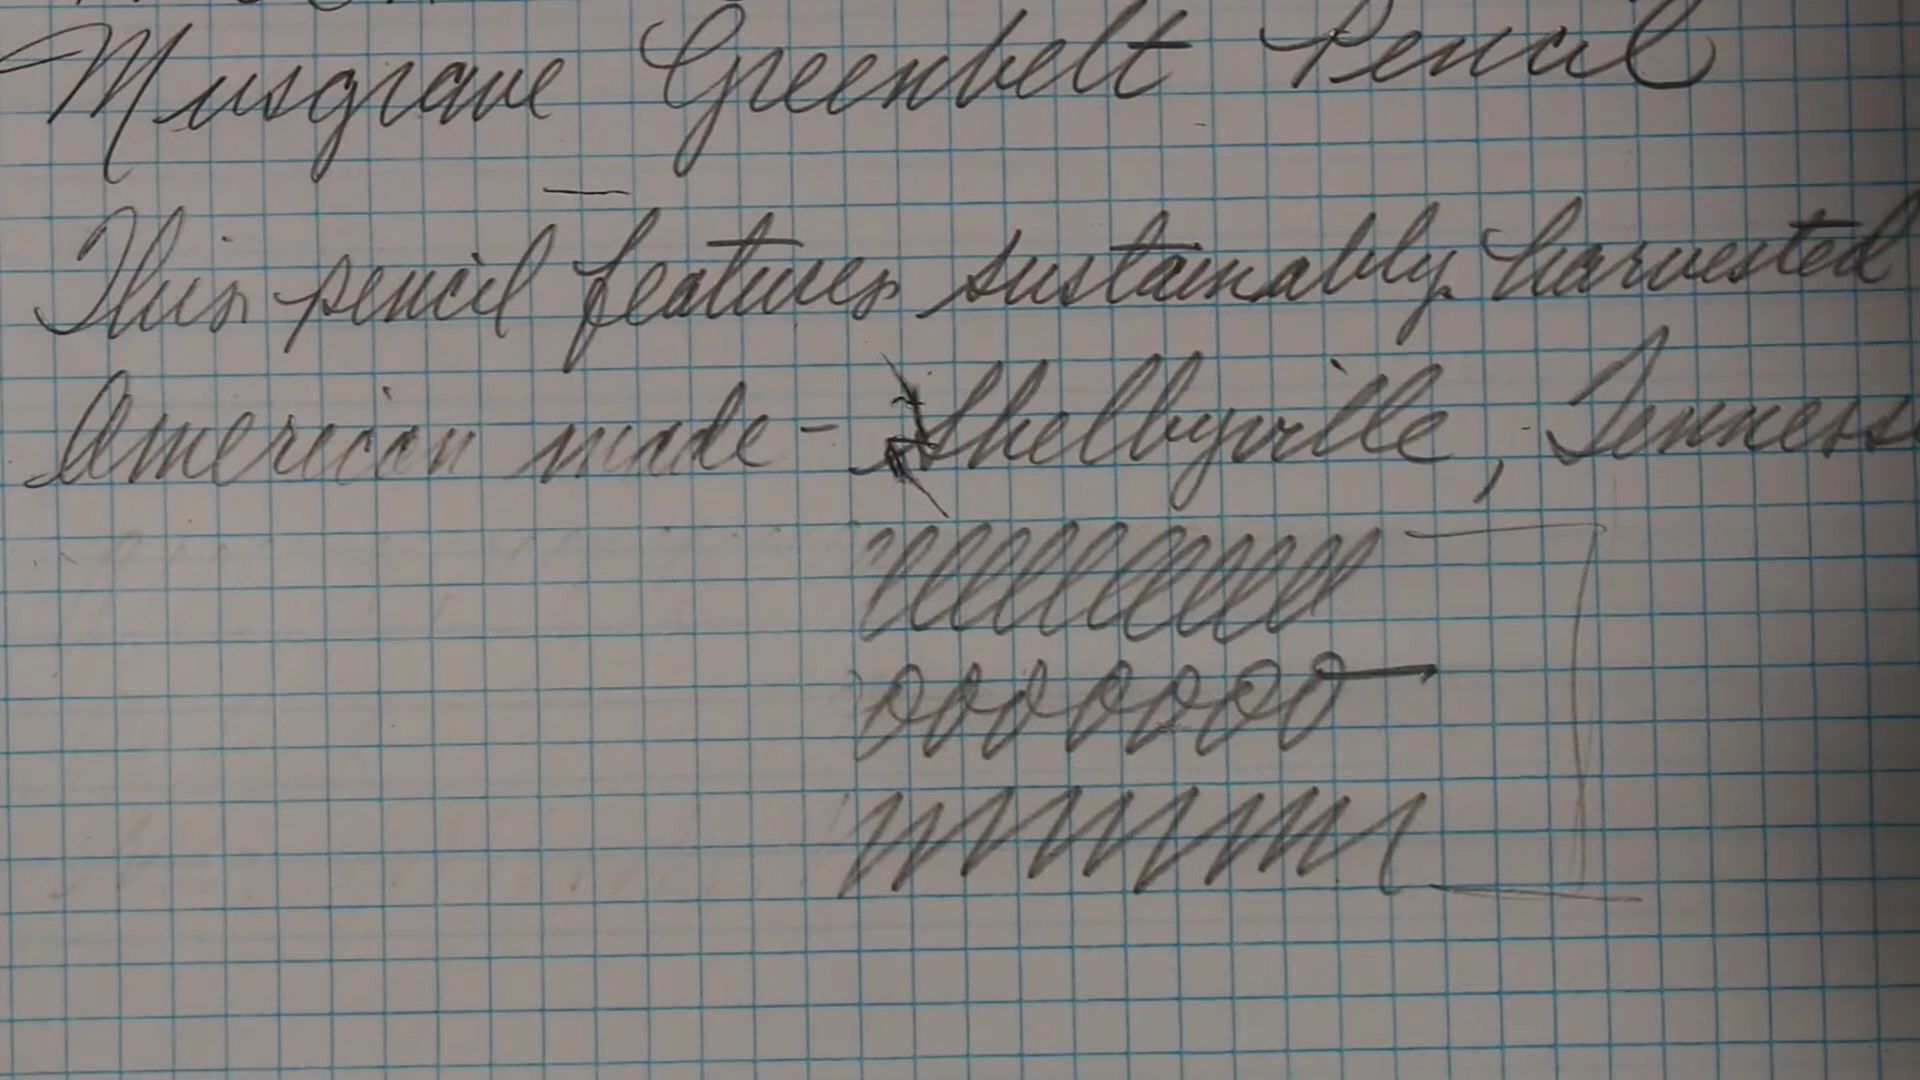 Musgrave Greenbelt Pencil
This pencil features sustainably harvested
American made - Shelbyville, Tenness